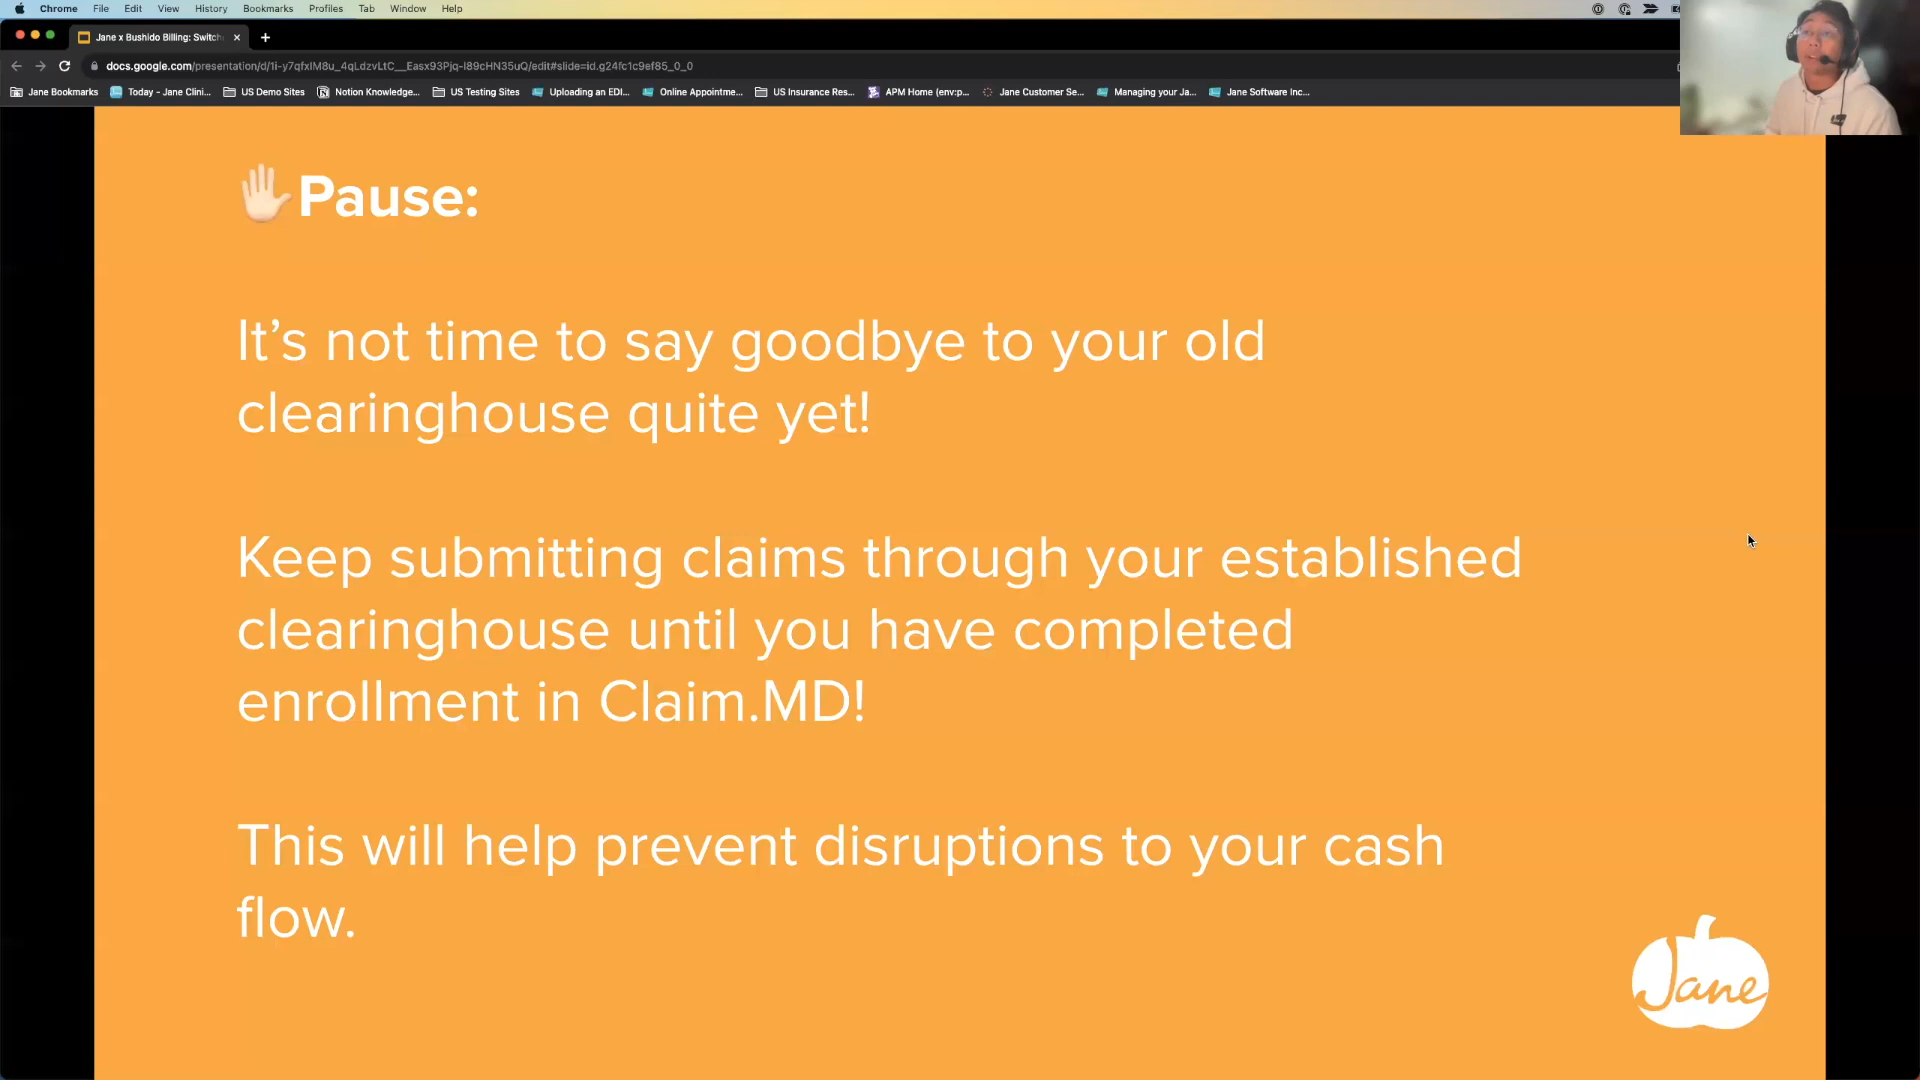 Chrome File Edit View History Bookmarks Profiles Tab Window Help
Jane x Bushido Billing: Switch
docs.google.com/presentation/d/1i-y7qfxIM8u_4qLdzvLtC__Easx93Pjq-I89cHN35uQ/edit#slide=id.g24fc1c9ef85_0_0
Jane Bookmarks Today - Jane Clini... US Demo Sites Notion Knowledge... US Testing Sites Uploading an EDI... Online Appointme... US Insurance Res... APM Home (env:p... Jane Customer Se... Managing your Ja... Jane Software Inc...
✋🏻Pause:
It’s not time to say goodbye to your old
clearinghouse quite yet!
Keep submitting claims through your established
clearinghouse until you have completed
enrollment in Claim.MD!
This will help prevent disruptions to your cash
flow.
Jane